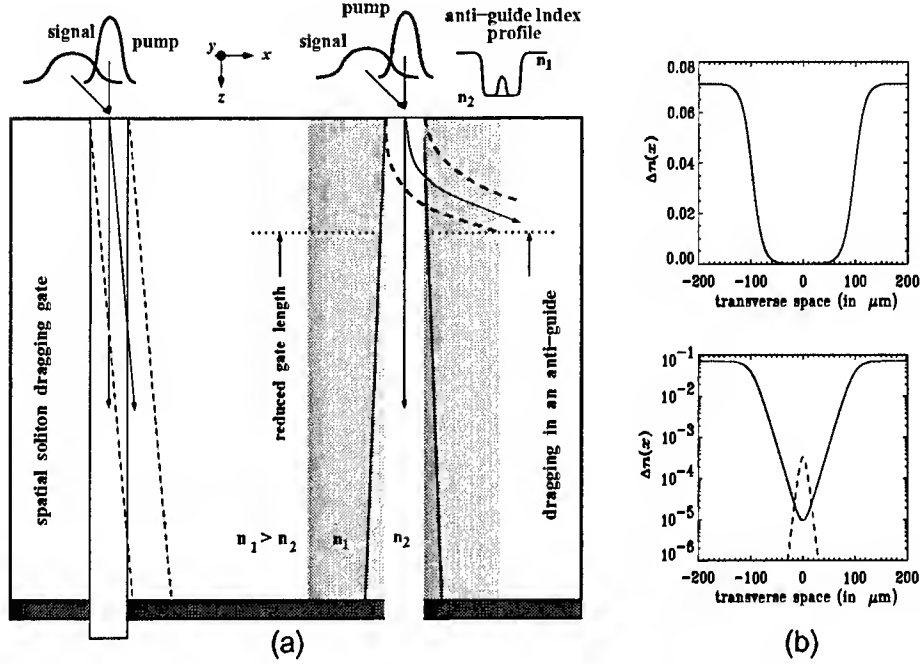 signal
pump
y
x
z
pump
signal
anti-guide Index
profile
n1
n2
spatial soliton dragging gate
reduced gate length
dragging in an anti-guide
n1 > n2
n1
n2
(a)
0.08
0.06
0.04
0.02
0.00
Δn(x)
-200 -100 0 100 200
transverse space (in μm)
10^-1
10^-2
10^-3
10^-4
10^-5
10^-6
Δn(x)
-200 -100 0 100 200
transverse space (in μm)
(b)